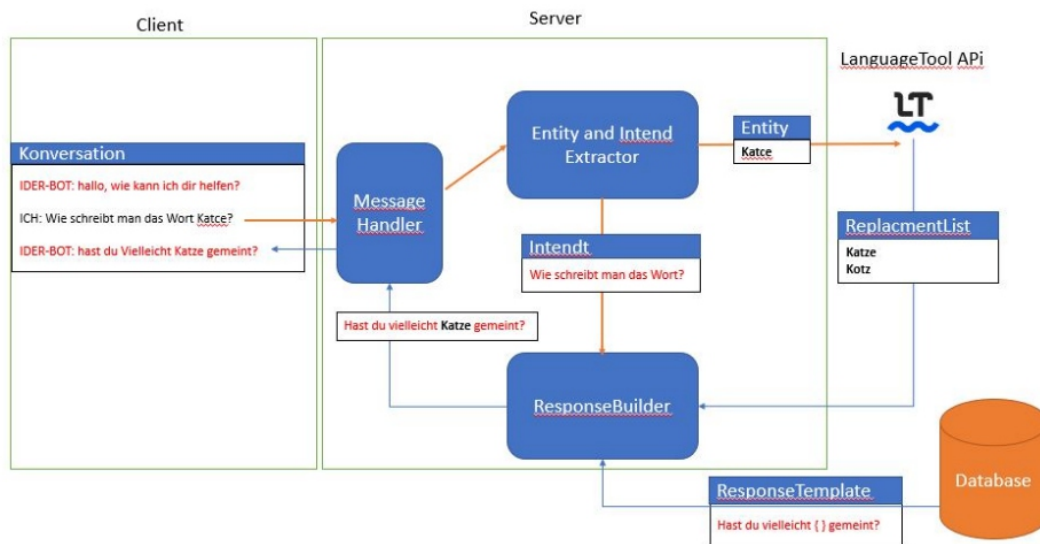 Client
Server
LanguageTool APi
LT
Konversation
IDER-BOT: hallo, wie kann ich dir helfen?
ICH: Wie schreibt man das Wort Katce?
IDER-BOT: hast du Vielleicht Katze gemeint?
Message
Handler
Entity and Intend
Extractor
Entity
Katce
Intendt
Wie schreibt man das Wort?
ReplacmentList
Katze
Kotz
Hast du vielleicht Katze gemeint?
ResponseBuilder
Database
ResponseTemplate
Hast du vielleicht { } gemeint?